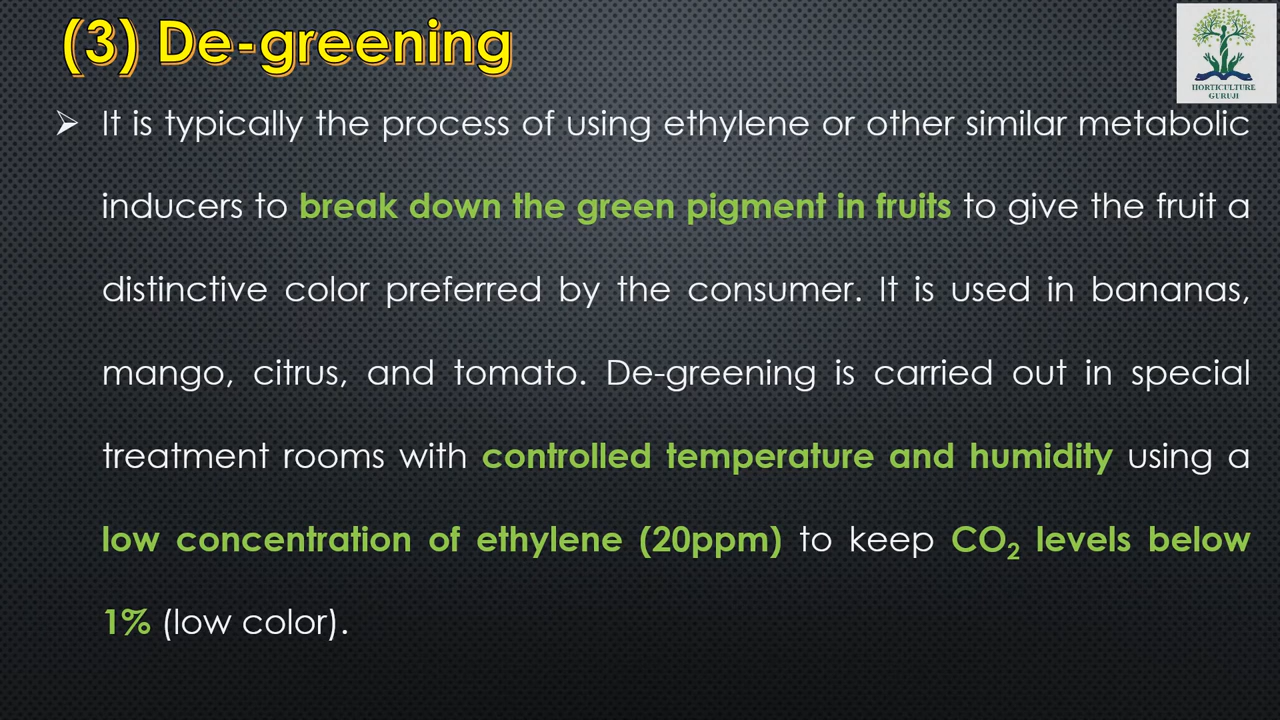 (3) De-greening
HORTICULTURE
GURUJI
➢ It is typically the process of using ethylene or other similar metabolic
inducers to break down the green pigment in fruits to give the fruit a
distinctive color preferred by the consumer. It is used in bananas,
mango, citrus, and tomato. De-greening is carried out in special
treatment rooms with controlled temperature and humidity using a
low concentration of ethylene (20ppm) to keep CO₂ levels below
1% (low color).